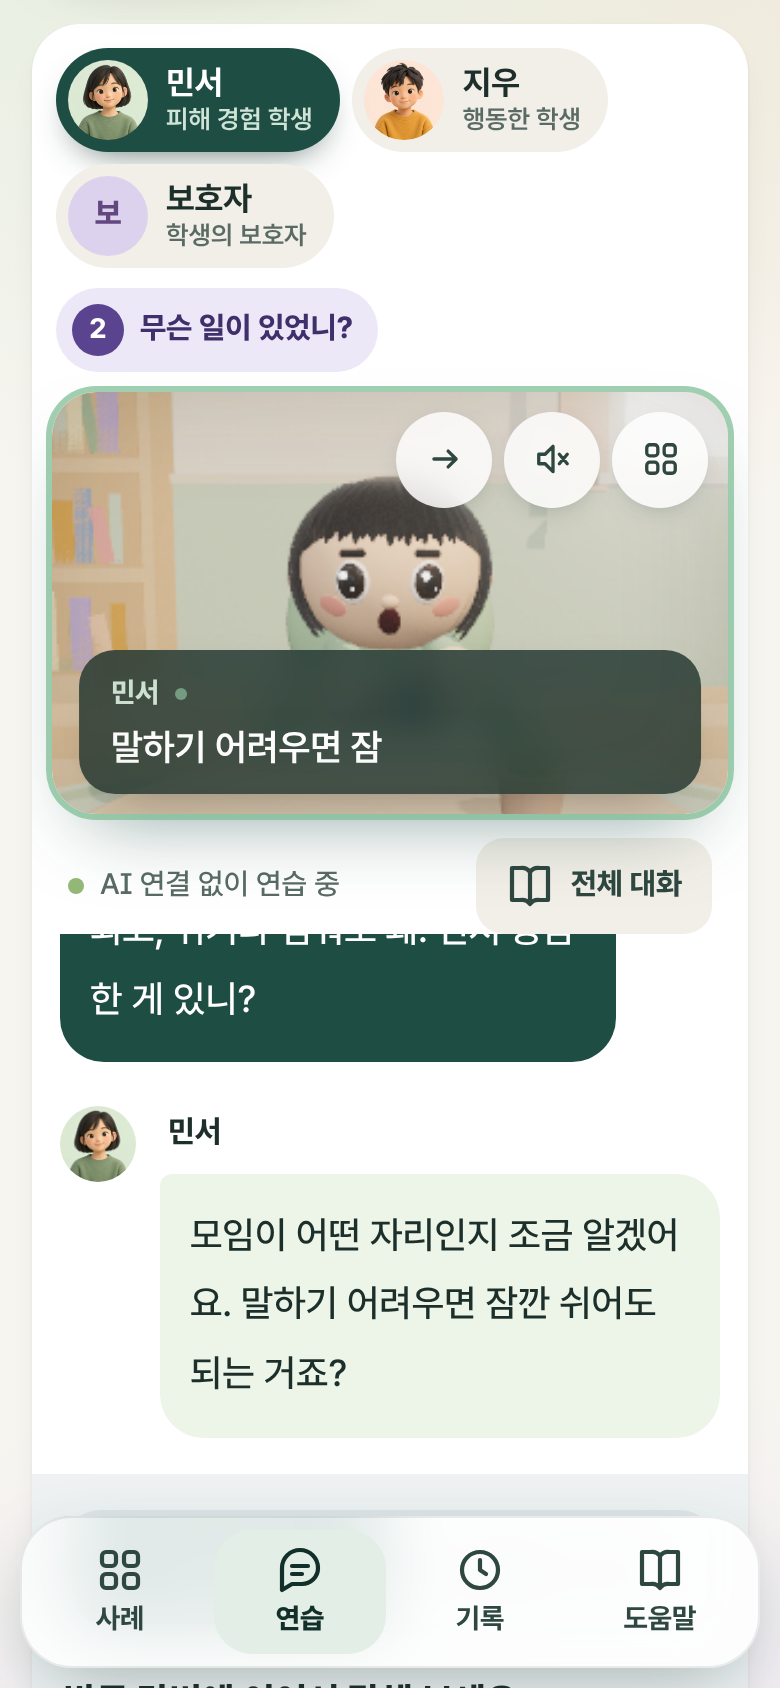 민서
피해 경험 학생
지우
행동한 학생
보
보호자
학생의 보호자
2 무슨 일이 있었니?
민서
말하기 어려우면 잠
AI 연결 없이 연습 중
전체 대화
한 게 있니?
민서
모임이 어떤 자리인지 조금 알겠어
요. 말하기 어려우면 잠깐 쉬어도
되는 거죠?
사례
연습
기록
도움말